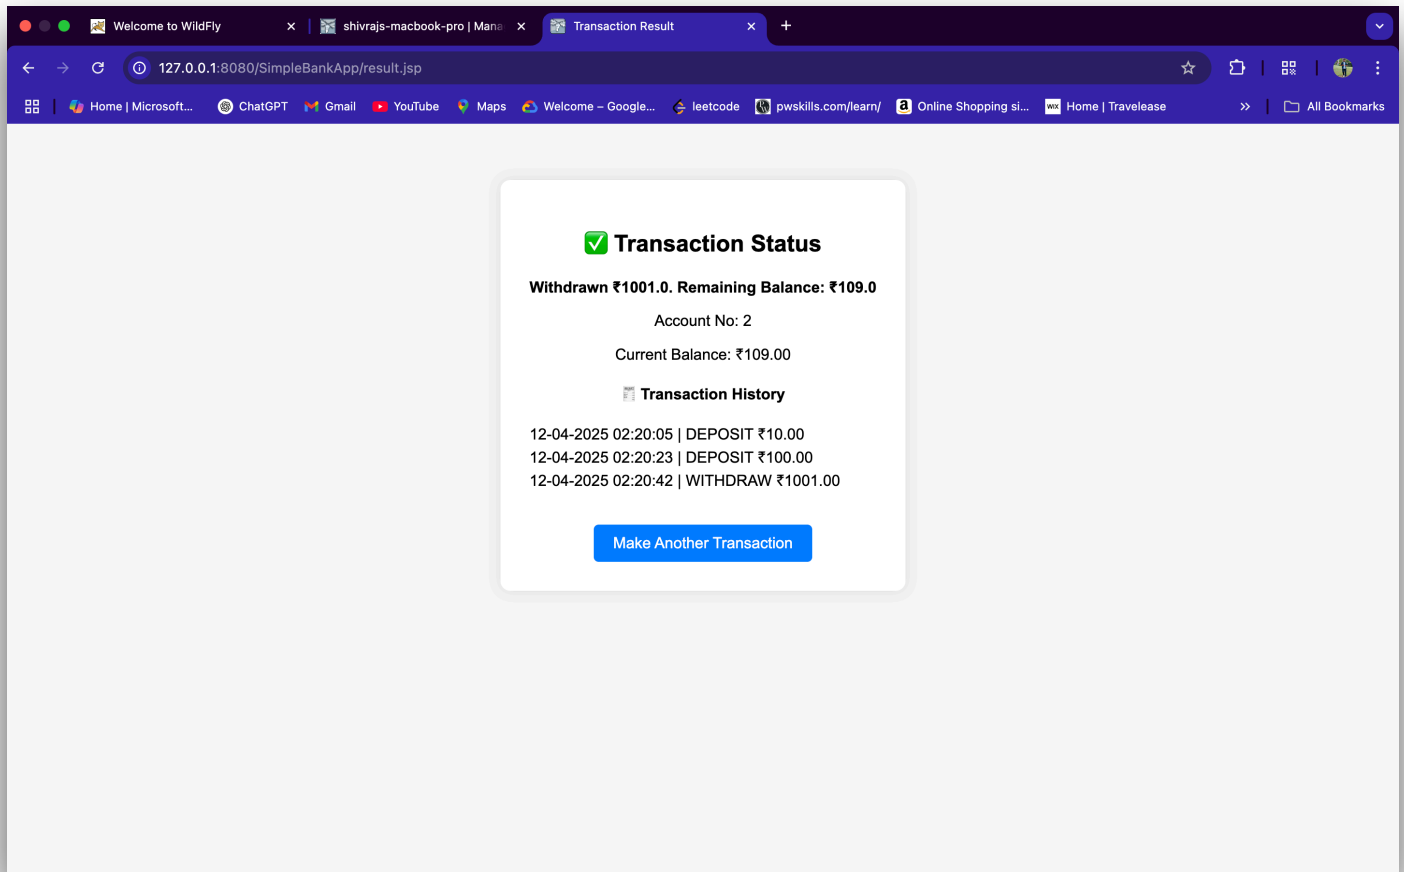 Welcome to WildFly
shivrajs-macbook-pro | Mana
Transaction Result
127.0.0.1:8080/SimpleBankApp/result.jsp
Home | Microsoft...
ChatGPT
Gmail
YouTube
Maps
Welcome – Google...
leetcode
pwskills.com/learn/
Online Shopping si...
WIX
Home | Travelease
All Bookmarks
Transaction Status
Withdrawn ₹1001.0. Remaining Balance: ₹109.0
Account No: 2
Current Balance: ₹109.00
Transaction History
12-04-2025 02:20:05 | DEPOSIT ₹10.00
12-04-2025 02:20:23 | DEPOSIT ₹100.00
12-04-2025 02:20:42 | WITHDRAW ₹1001.00
Make Another Transaction